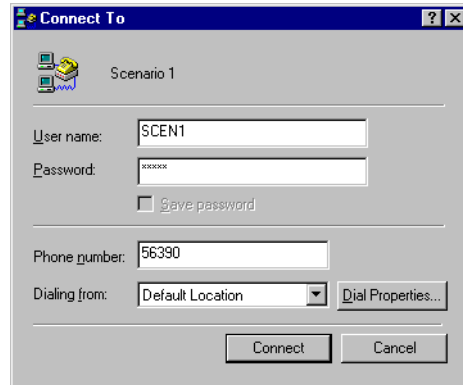 Connect To
Scenario 1
User name: SCEN1
Password: xxxxx
Save password
Phone number: 56390
Dialing from: Default Location Dial Properties...
Connect Cancel